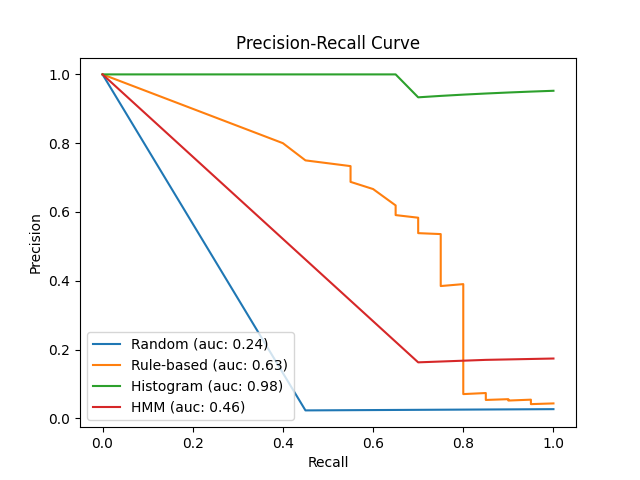 Precision-Recall Curve
Precision
1.0
0.8
0.6
0.4
0.2
0.0
Random (auc: 0.24)
Rule-based (auc: 0.63)
Histogram (auc: 0.98)
HMM (auc: 0.46)
0.0 0.2 0.4 0.6 0.8 1.0
Recall